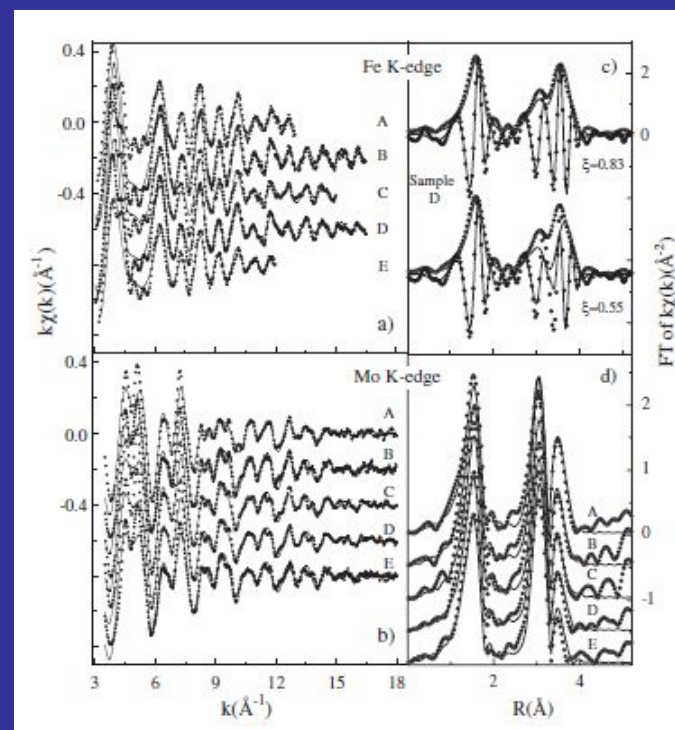 0.4
0.0
-0.4
kχ(k)(Å⁻¹)
Fe K-edge
A
B
C
D
E
a)
c)
2
0
ξ=0.83
Sample
D
ξ=0.55
FT of kχ(k)(Å⁻²)
0.4
0.0
-0.4
Mo K-edge
A
B
C
D
E
b)
3
6
9
12
15
18
k(Å⁻¹)
d)
2
1
0
-1
A
B
C
D
E
2
4
R(Å)